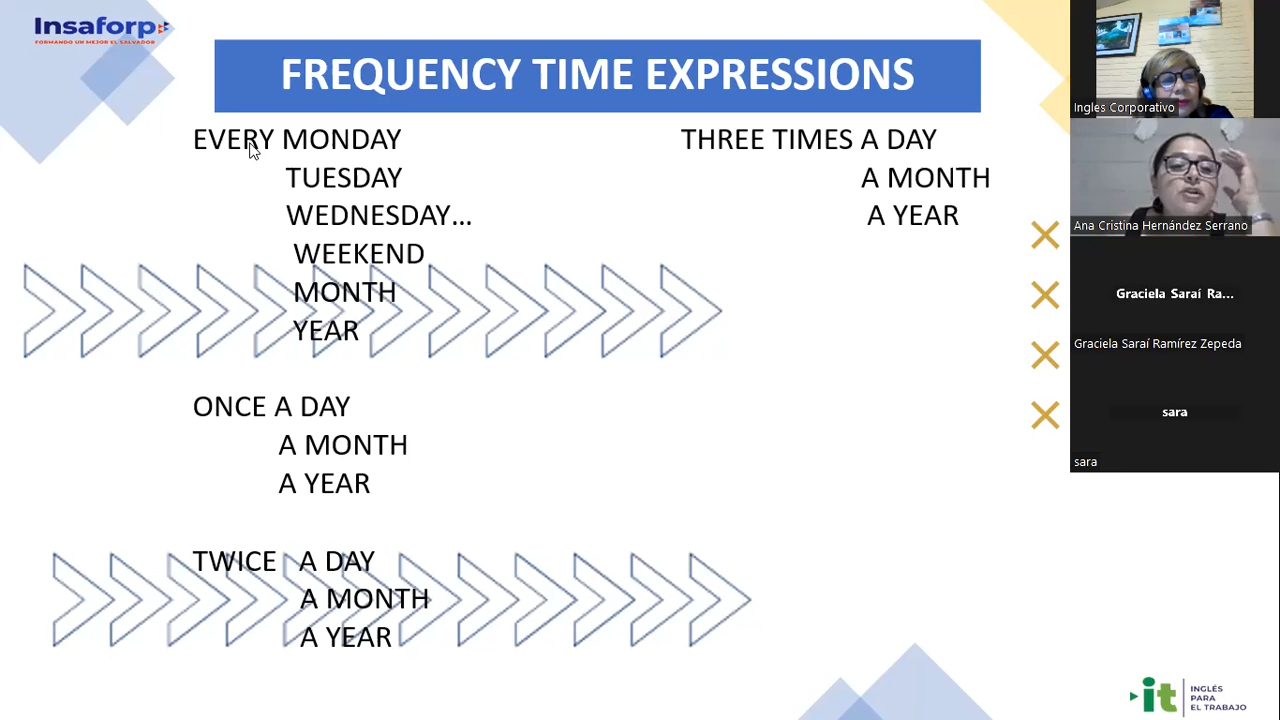 Insaforp
FORMANDO UN MEJOR EL SALVADOR
FREQUENCY TIME EXPRESSIONS
EVERY MONDAY
TUESDAY
WEDNESDAY...
WEEKEND
MONTH
YEAR
ONCE A DAY
A MONTH
A YEAR
TWICE A DAY
A MONTH
A YEAR
THREE TIMES A DAY
A MONTH
A YEAR
Ingles Corporativo
Ana Cristina Hernández Serrano
Graciela Saraí Ra...
Graciela Saraí Ramírez Zepeda
sara
sara
it
INGLÉS
PARA
EL TRABAJO